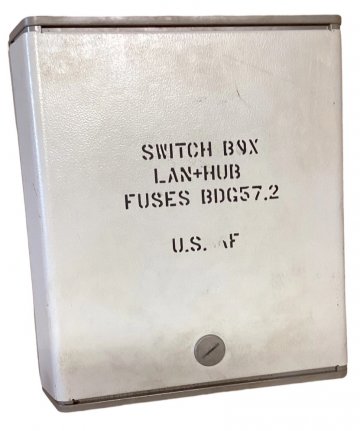 SWITCH B9X
LAN+HUB
FUSES BDG57.2
U.S. AF